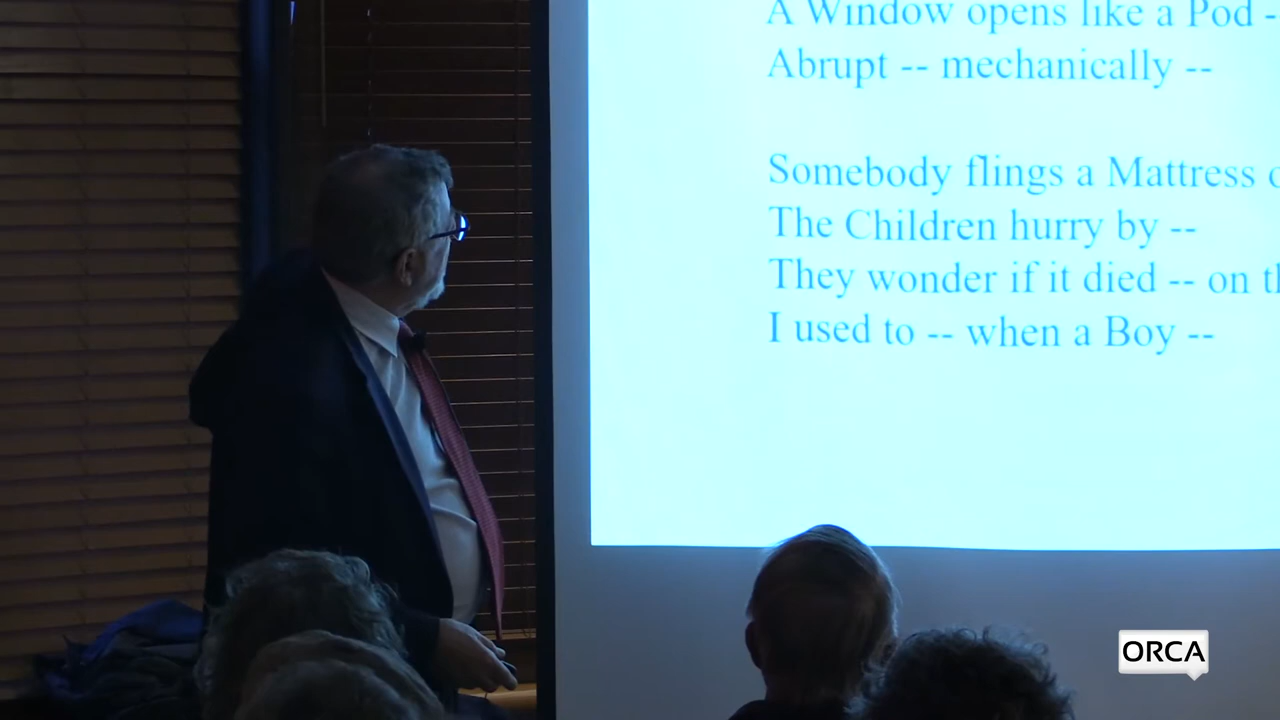 A Window opens like a Pod -
Abrupt -- mechanically --
Somebody flings a Mattress o
The Children hurry by --
They wonder if it died -- on th
I used to -- when a Boy --
ORCA